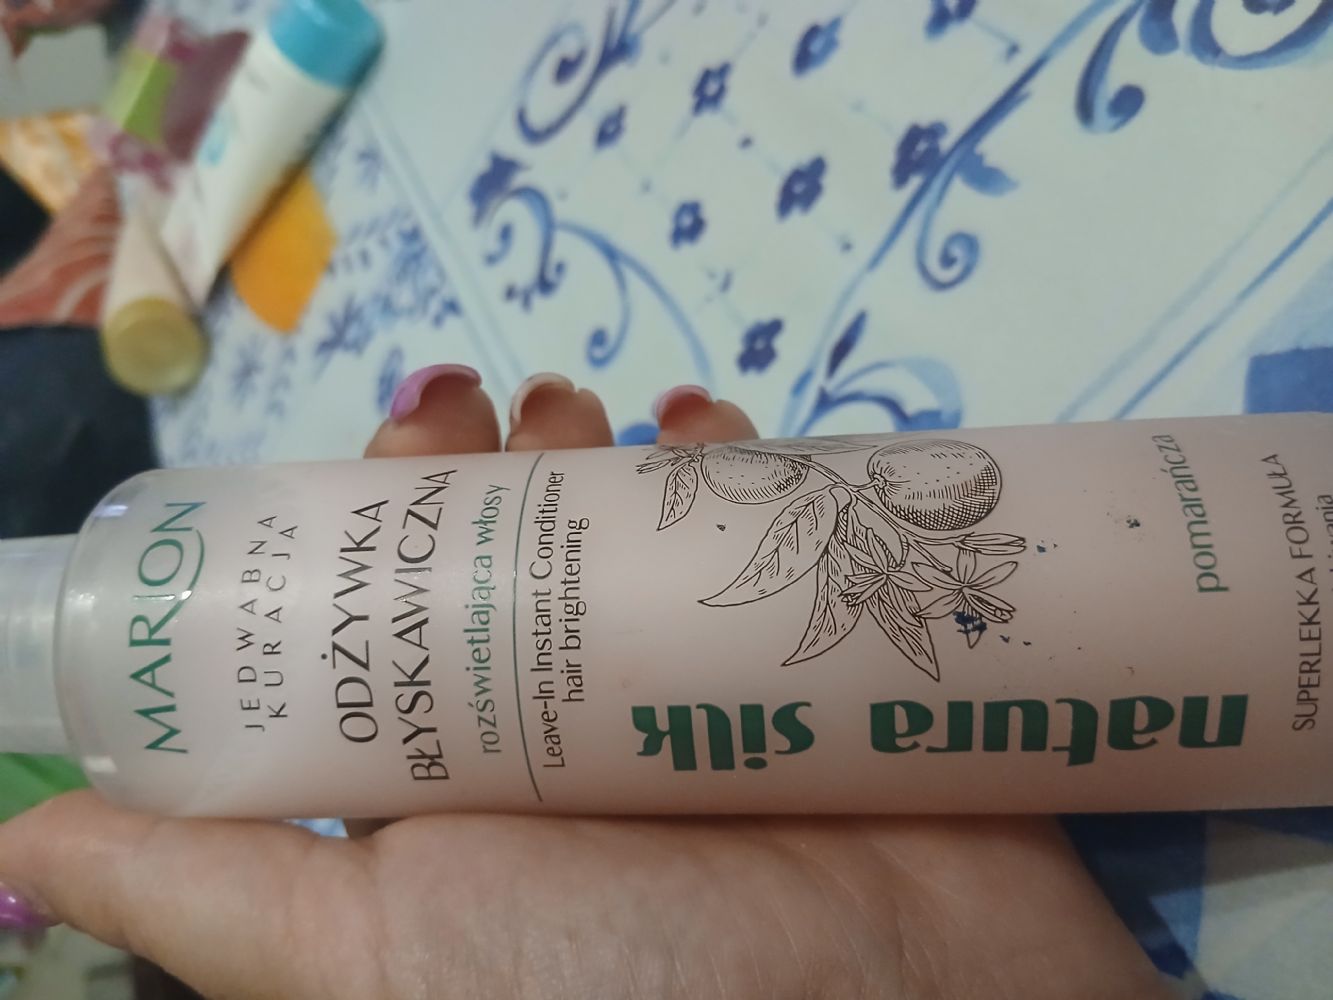 MARION
JEDWABNA
KURACJA
ODŻYWKA
BŁYSKAWICZNA
rozświetlająca włosy
Leave-In Instant Conditioner
hair brightening
natura silk
pomarańcza
SUPERLEKKA FORMUŁA